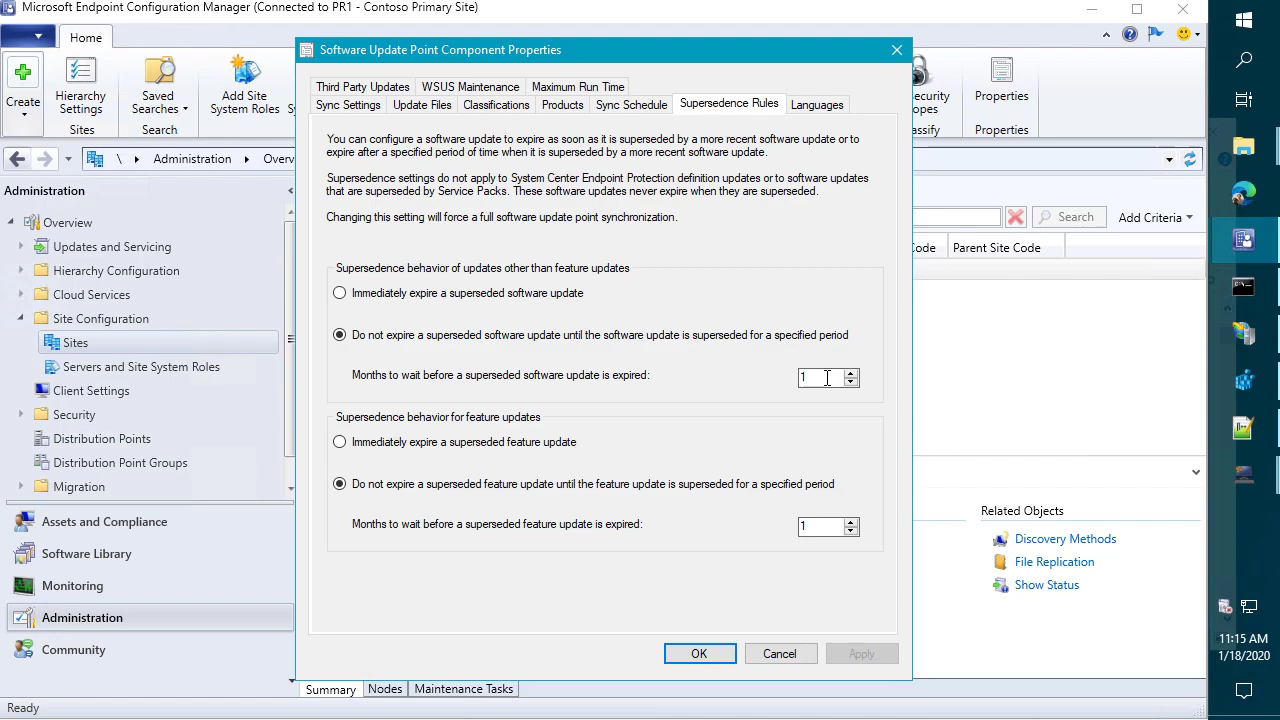 Microsoft Endpoint Configuration Manager (Connected to PR1 - Contoso Primary Site)
Home
Create
Hierarchy
Settings
Sites
Saved
Searches
Search
Add Site
System Roles
S
Properties
Properties
\ Administration Overv
Administration
Overview
Updates and Servicing
Hierarchy Configuration
Cloud Services
Site Configuration
Sites
Servers and Site System Roles
Client Settings
Security
Distribution Points
Distribution Point Groups
Migration
Assets and Compliance
Software Library
Monitoring
Administration
Community
Ready
Software Update Point Component Properties
Third Party Updates WSUS Maintenance Maximum Run Time
Sync Settings Update Files Classifications Products Sync Schedule Supersedence Rules Languages
You can configure a software update to expire as soon as it is superseded by a more recent software update or to
expire after a specified period of time when it is superseded by a more recent software update.
Supersedence settings do not apply to System Center Endpoint Protection definition updates or to software updates
that are superseded by Service Packs. These software updates never expire when they are superseded.
Changing this setting will force a full software update point synchronization.
Supersedence behavior of updates other than feature updates
Immediately expire a superseded software update
Do not expire a superseded software update until the software update is superseded for a specified period
Months to wait before a superseded software update is expired: 1
Supersedence behavior for feature updates
Immediately expire a superseded feature update
Do not expire a superseded feature update until the feature update is superseded for a specified period
Months to wait before a superseded feature update is expired: 1
OK Cancel Apply
Search Add Criteria
Code Parent Site Code
Related Objects
Discovery Methods
File Replication
Show Status
Summary Nodes Maintenance Tasks
11:15 AM
1/18/2020